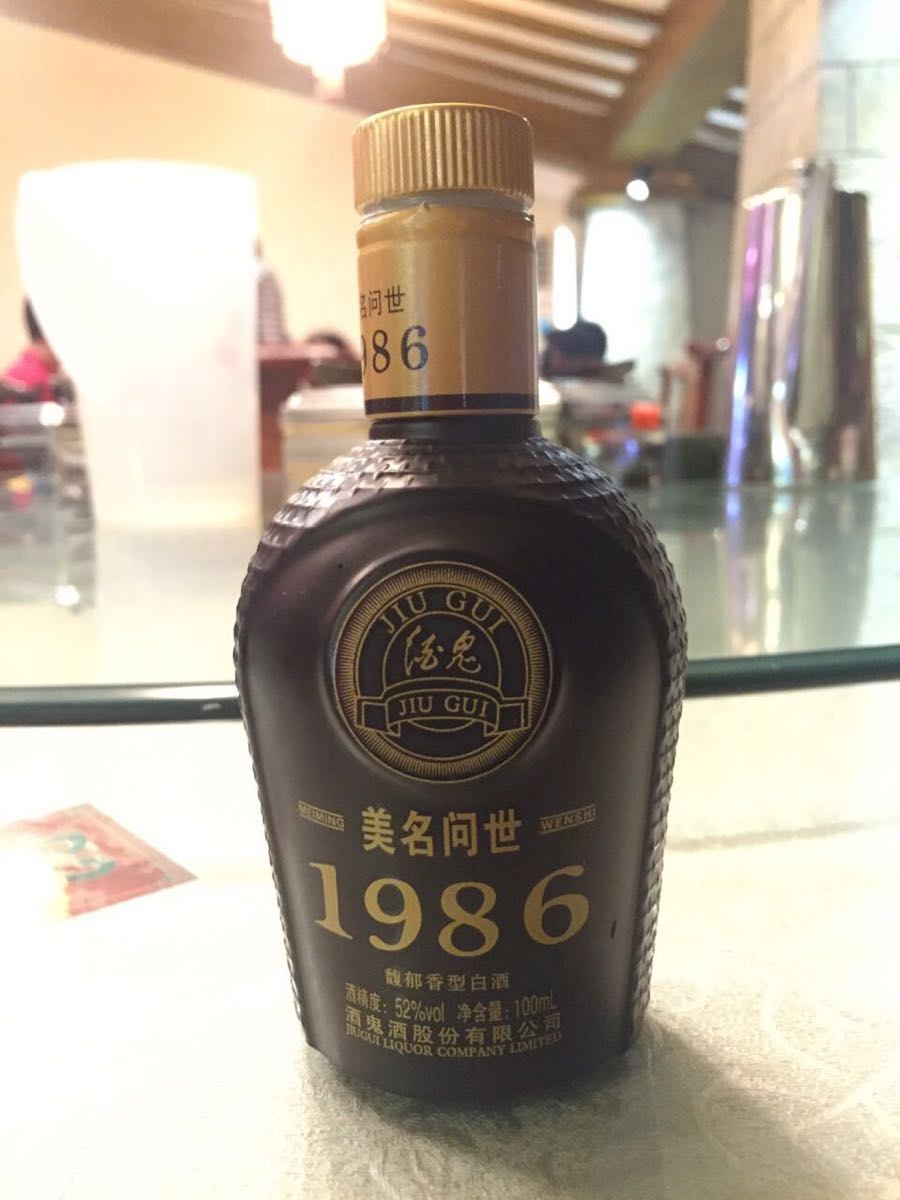 名问世
986
JIU GUI
酒鬼
JIU GUI
MEIMING 美名问世 WENSHI
1986
馥郁香型白酒
酒精度：52%vol 净含量：100mL
酒鬼酒股份有限公司
JIUGUI LIQUOR COMPANY LIMITED